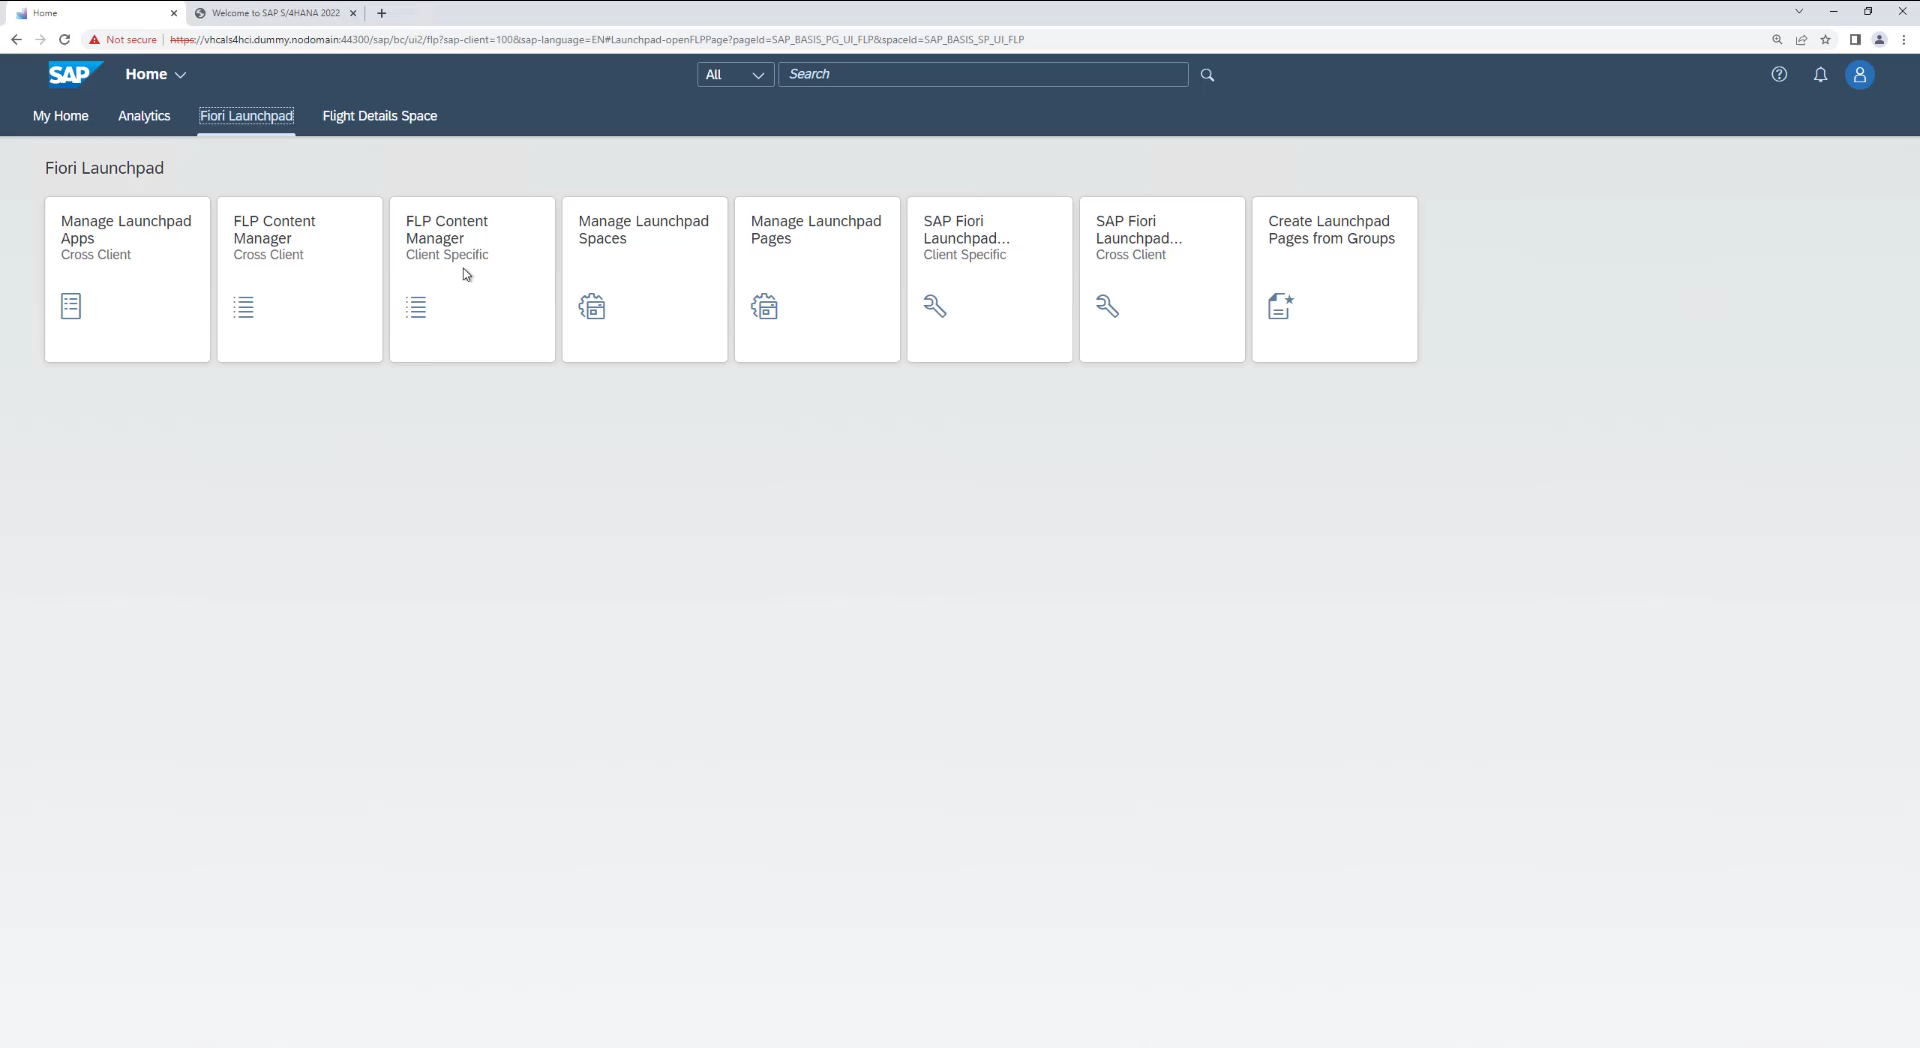 Home
Welcome to SAP S/4HANA 2022
Not secure
https://vhcals4hci.dummy.nodomain:44300/sap/bc/ui2/flp?sap-client=100&sap-language=EN#Launchpad-openFLPPage?pageId=SAP_BASIS_PG_UI_FLP&spaceId=SAP_BASIS_SP_UI_FLP
SAP
Home
All
Search
My Home
Analytics
Fiori Launchpad
Flight Details Space
Fiori Launchpad
Manage Launchpad
Apps
Cross Client
FLP Content
Manager
Cross Client
FLP Content
Manager
Client Specific
Manage Launchpad
Spaces
Manage Launchpad
Pages
SAP Fiori
Launchpad...
Client Specific
SAP Fiori
Launchpad...
Cross Client
Create Launchpad
Pages from Groups